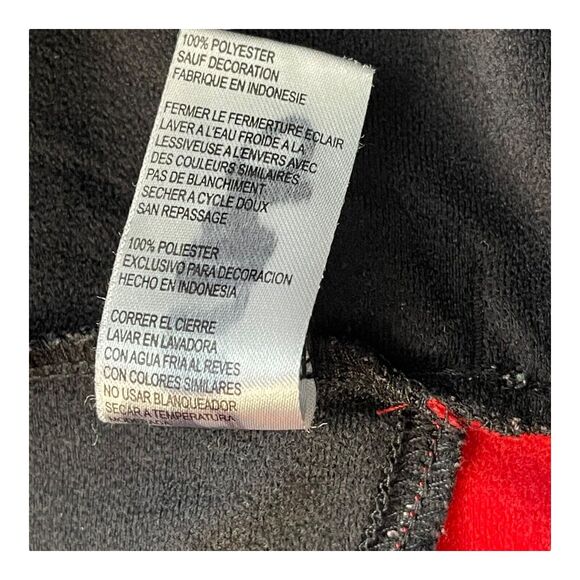 100% POLYESTER
SAUF DECORATION
FABRIQUE EN INDONESIE
FERMER LE FERMETURE ECLAIR
LAVER A L'EAU FROIDE A LA
LESSIVEUSE A L'ENVERS AVEC
DES COULEURS SIMILAIRES
PAS DE BLANCHIMENT
SECHER A CYCLE DOUX
SAN REPASSAGE
100% POLIESTER
EXCLUSIVO PARA DECORACION
HECHO EN INDONESIA
CORRER EL CIERRE
LAVAR EN LAVADORA
CON AGUA FRIA AL REVES
CON COLORES SIMILARES
NO USAR BLANQUEADOR
SECAR A TEMPERATURA